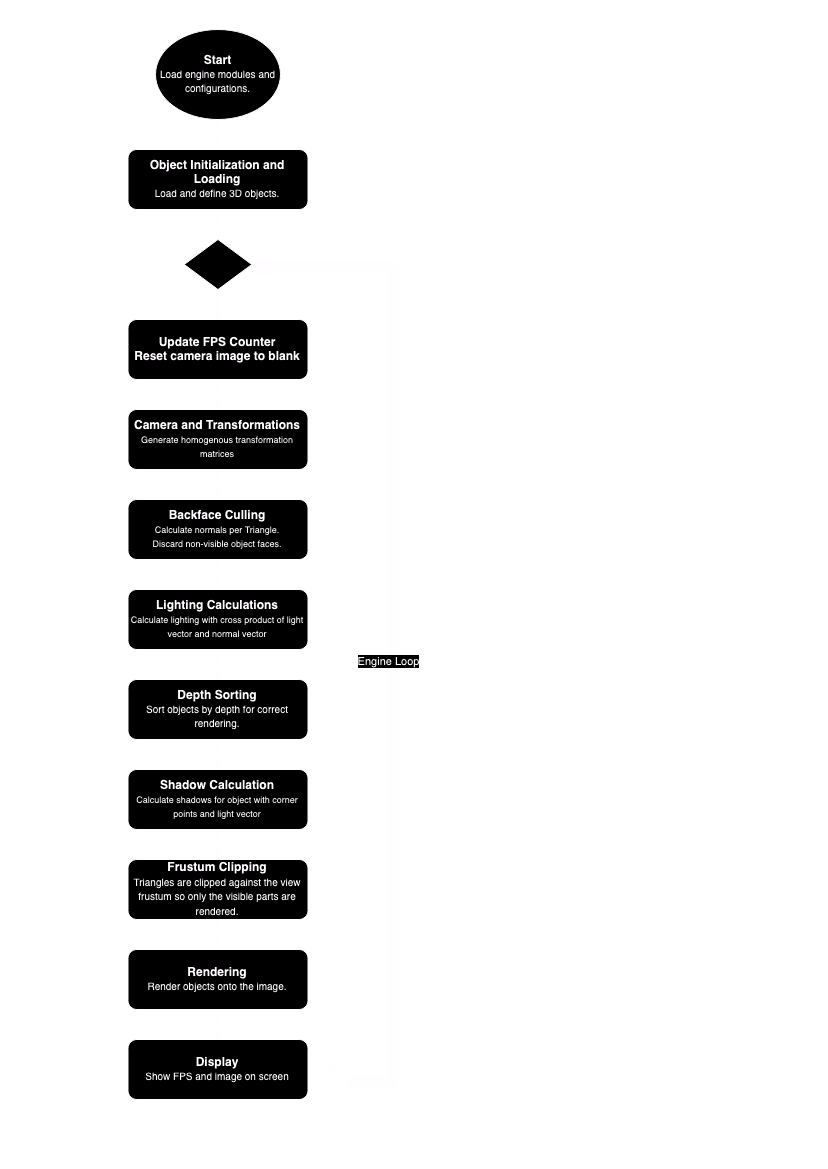 Start
Load engine modules and
configurations.
Object Initialization and
Loading
Load and define 3D objects.
Update FPS Counter
Reset camera image to blank
Camera and Transformations
Generate homogenous transformation
matrices
Backface Culling
Calculate normals per Triangle.
Discard non-visible object faces.
Lighting Calculations
Calculate lighting with cross product of light
vector and normal vector
Engine Loop
Depth Sorting
Sort objects by depth for correct
rendering.
Shadow Calculation
Calculate shadows for object with corner
points and light vector
Frustum Clipping
Triangles are clipped against the view
frustum so only the visible parts are
rendered.
Rendering
Render objects onto the image.
Display
Show FPS and image on screen